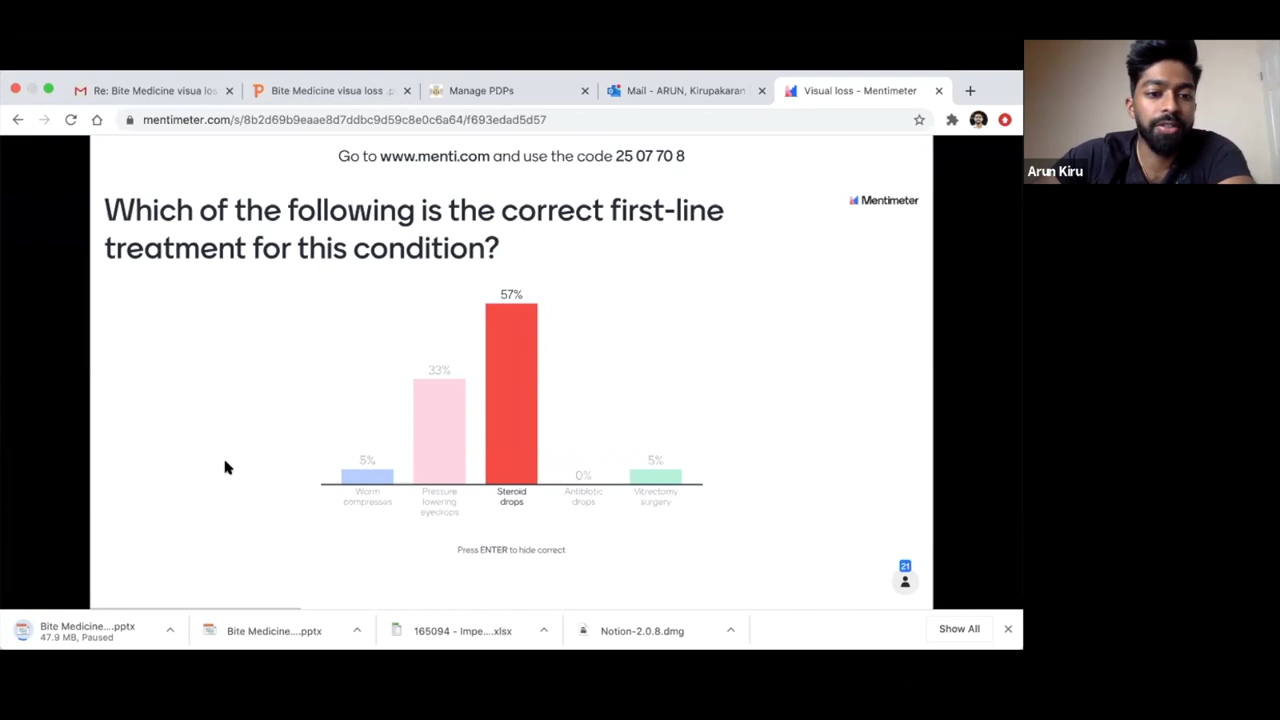 Re: Bite Medicine visua los
Bite Medicine visua loss .p
Manage PDPs
Mail - ARUN, Kirupakaran
Visual loss - Mentimeter
mentimeter.com/s/8b2d69b9eaae8d7ddbc9d59c8e0c6a64/f693edad5d57
Arun Kiru
Go to www.menti.com and use the code 25 07 70 8
Mentimeter
Which of the following is the correct first-line
treatment for this condition?
57%
33%
5%
0%
5%
Warm
compresses
Pressure
lowering
eyedrops
Steroid
drops
Antibiotic
drops
Vitrectomy
surgery
Press ENTER to hide correct
21
Bite Medicine....pptx
47.9 MB, Paused
Bite Medicine....pptx
165094 - Impe....xlsx
Notion-2.0.8.dmg
Show All